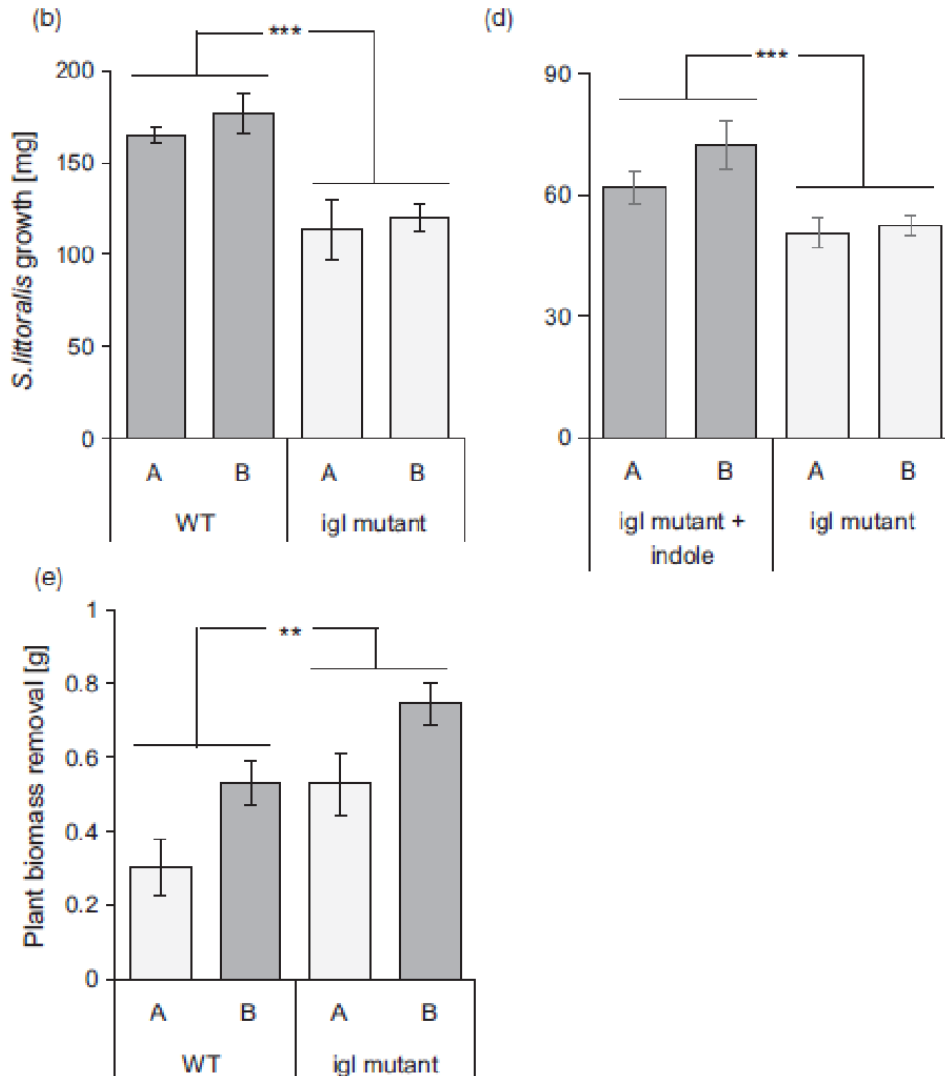 (b)
***
S.littoralis growth [mg]
200
150
100
50
0
A B A B
WT igl mutant
(d)
***
90
60
30
0
A B A B
igl mutant + indole igl mutant
(e)
**
Plant biomass removal [g]
1
0.8
0.6
0.4
0.2
0
A B A B
WT igl mutant